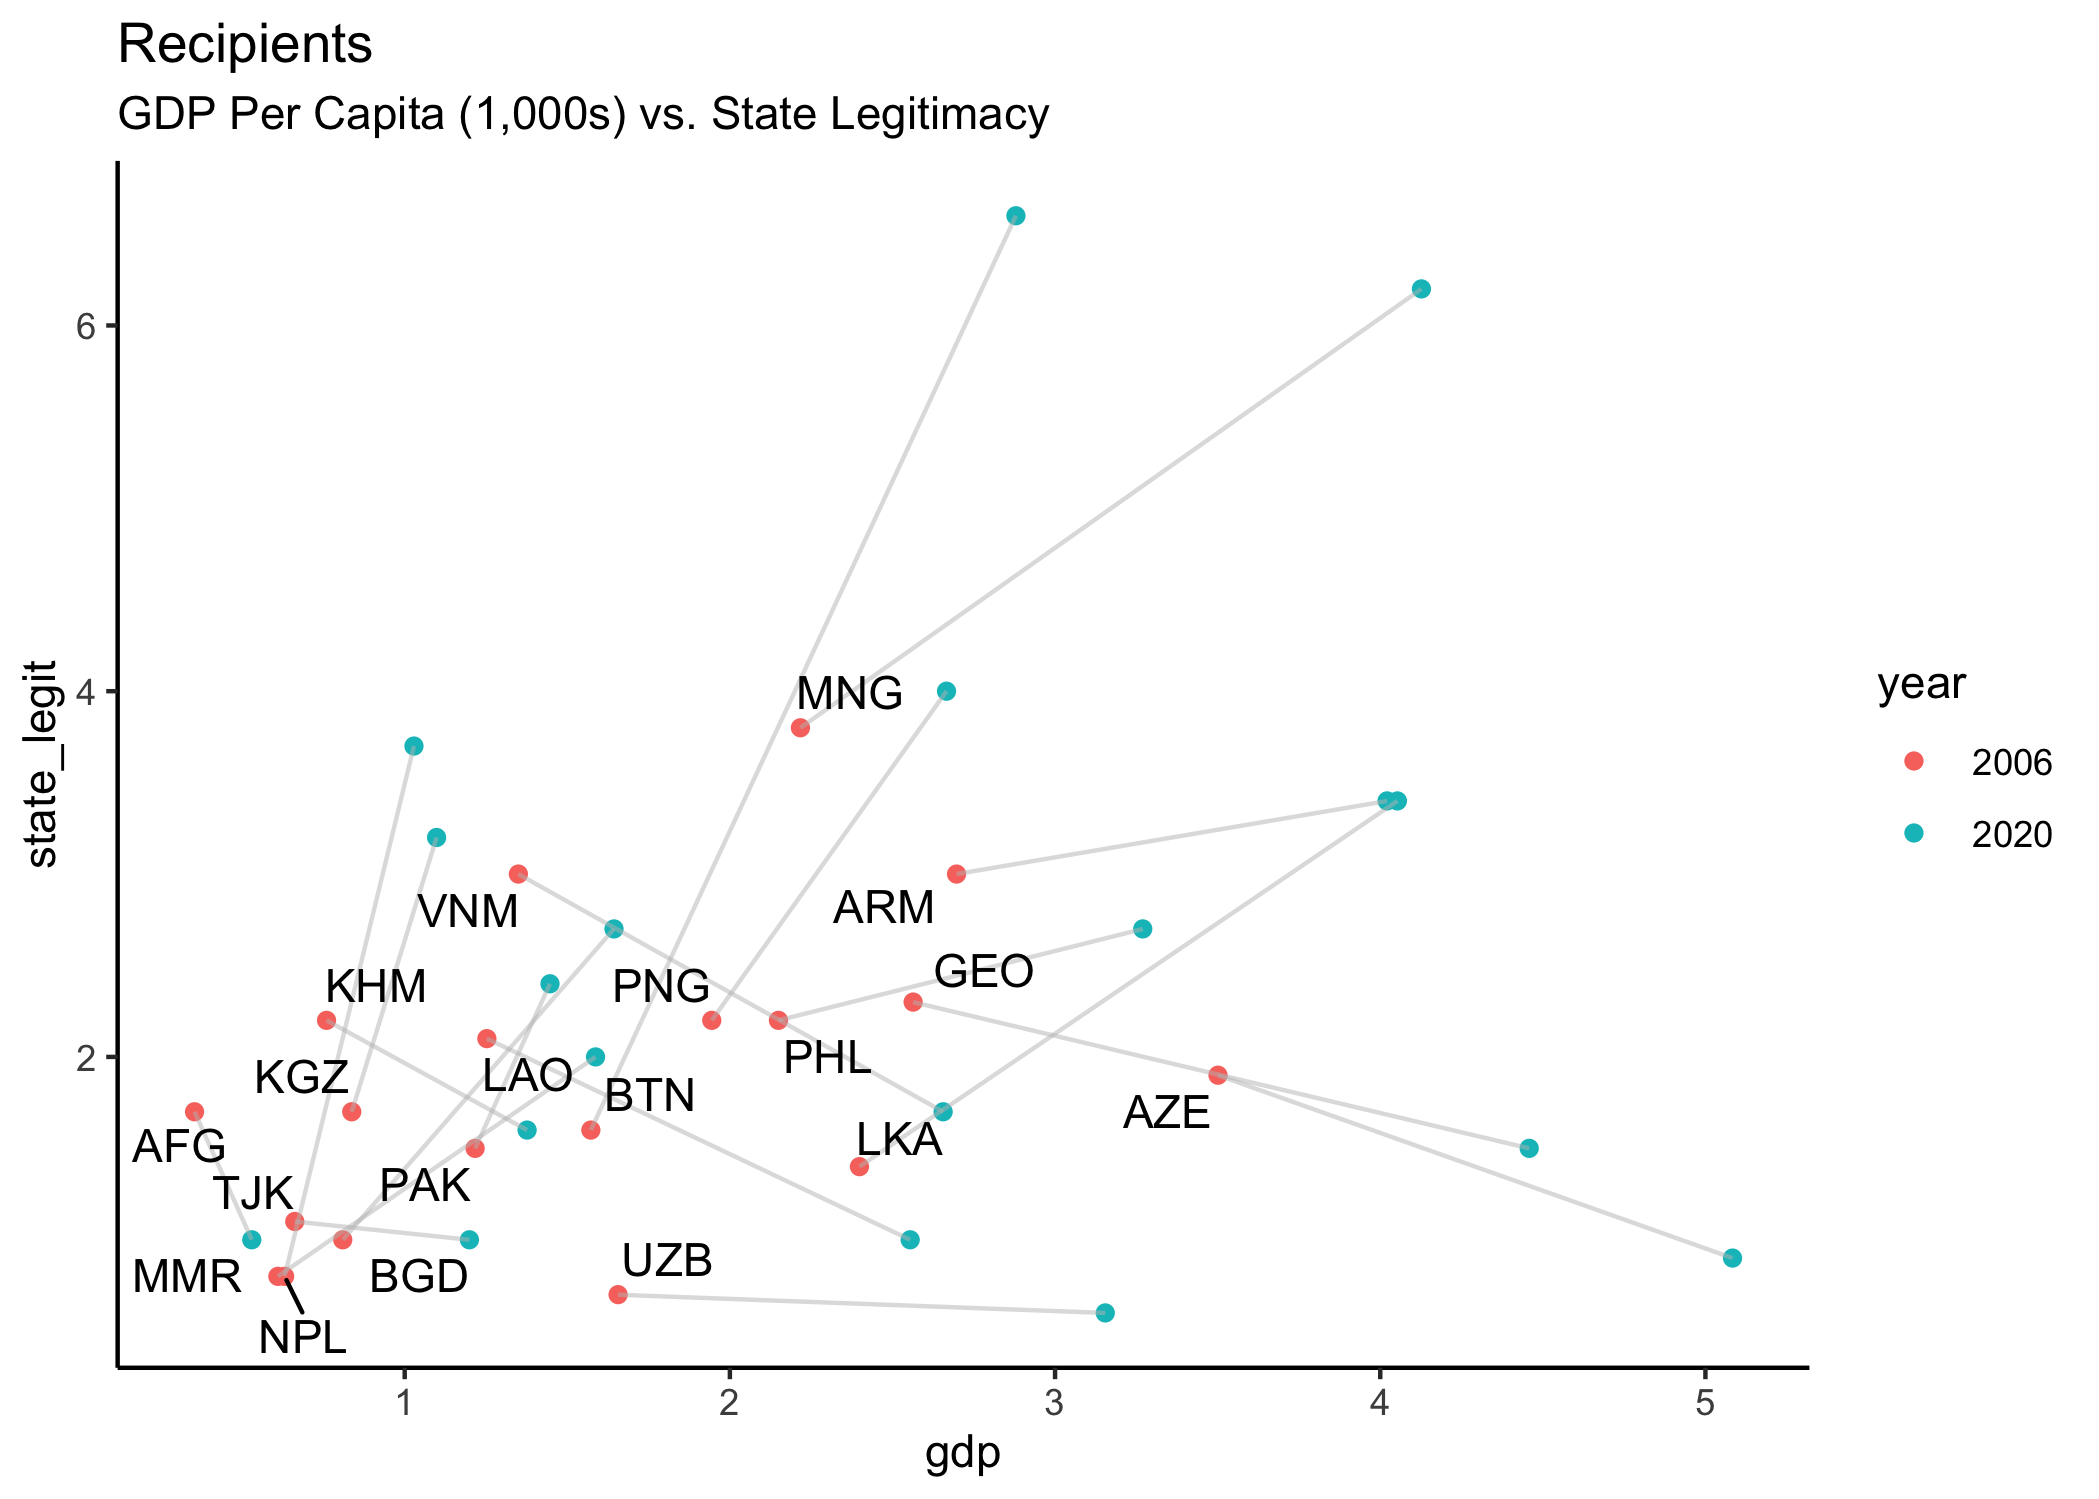 Recipients
GDP Per Capita (1,000s) vs. State Legitimacy
6
4
2
state_legit
MNG
VNM
ARM
KHM
PNG
GEO
KGZ
LAO
BTN
PHL
AZE
AFG
LKA
TJK
PAK
MMR
BGD
UZB
NPL
1
2
3
4
5
gdp
year
2006
2020